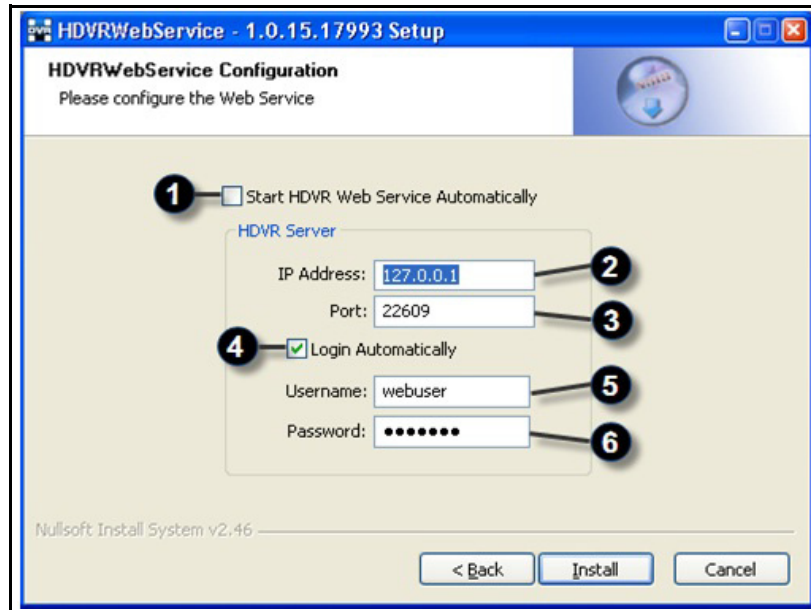 HDVRWebService - 1.0.15.17993 Setup
HDVRWebService Configuration
Please configure the Web Service
1 Start HDVR Web Service Automatically
HDVR Server
IP Address: 127.0.0.1 2
Port: 22609 3
4 Login Automatically
Username: webuser 5
Password: ●●●●●●● 6
Nullsoft Install System v2.46
< Back Install Cancel